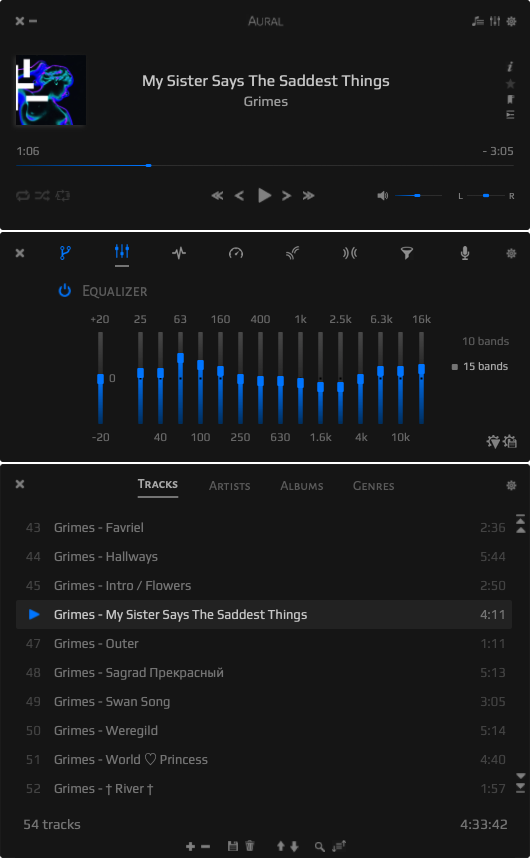 Aural
My Sister Says The Saddest Things
Grimes
1:06 - 3:05
L R
Equalizer
+20 25 63 160 400 1k 2.5k 6.3k 16k
10 bands
15 bands
0
-20 40 100 250 630 1.6k 4k 10k
Tracks Artists Albums Genres
43 Grimes - Favriel 2:36
44 Grimes - Hallways 5:44
45 Grimes - Intro / Flowers 2:50
Grimes - My Sister Says The Saddest Things 4:11
47 Grimes - Outer 1:11
48 Grimes - Sagrad Прекрасный 5:13
49 Grimes - Swan Song 3:05
50 Grimes - Weregild 5:14
51 Grimes - World ♡ Princess 4:40
52 Grimes - † River † 1:57
54 tracks 4:33:42